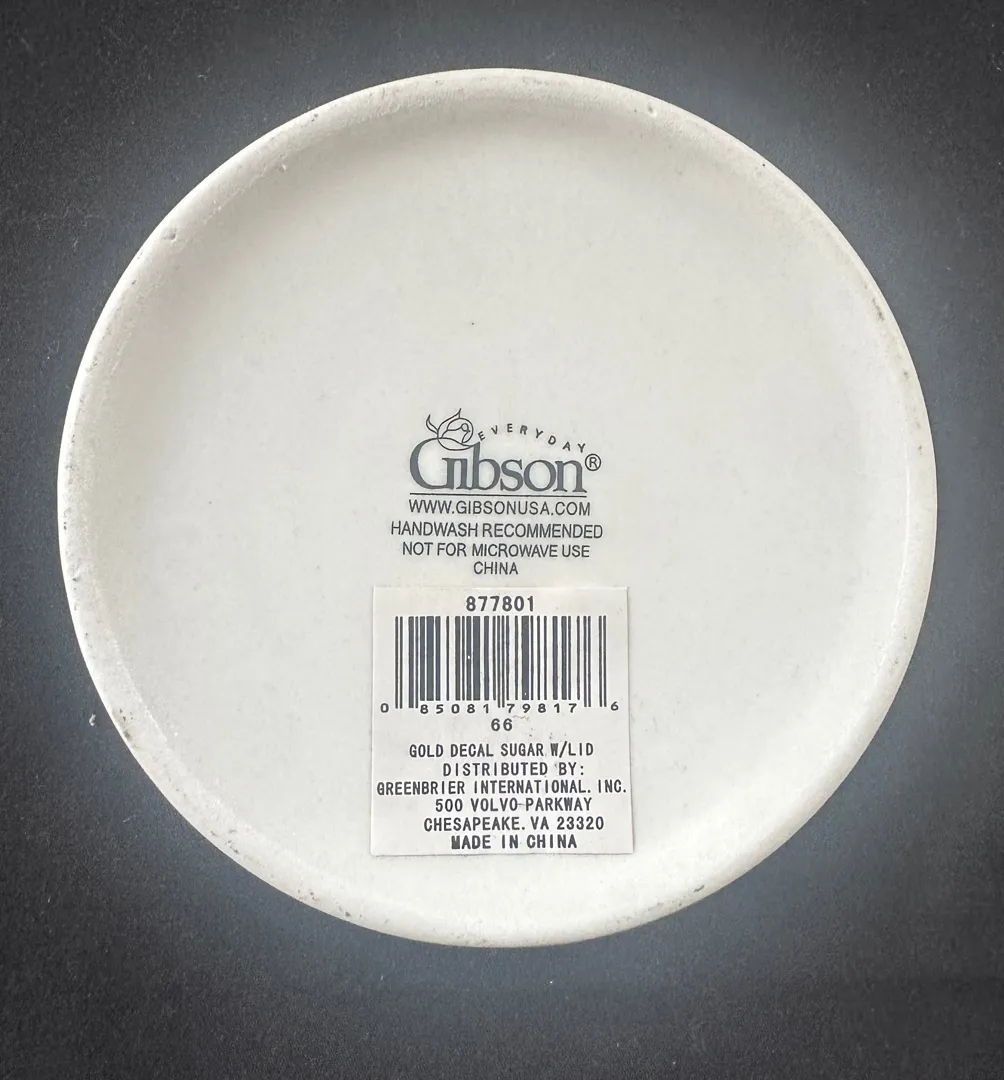 EVERYDAY
Gibson®
WWW.GIBSONUSA.COM
HANDWASH RECOMMENDED
NOT FOR MICROWAVE USE
CHINA
877801
0 85081 79817 6
66
GOLD DECAL SUGAR W/LID
DISTRIBUTED BY:
GREENBRIER INTERNATIONAL. INC.
500 VOLVO PARKWAY
CHESAPEAKE. VA 23320
MADE IN CHINA